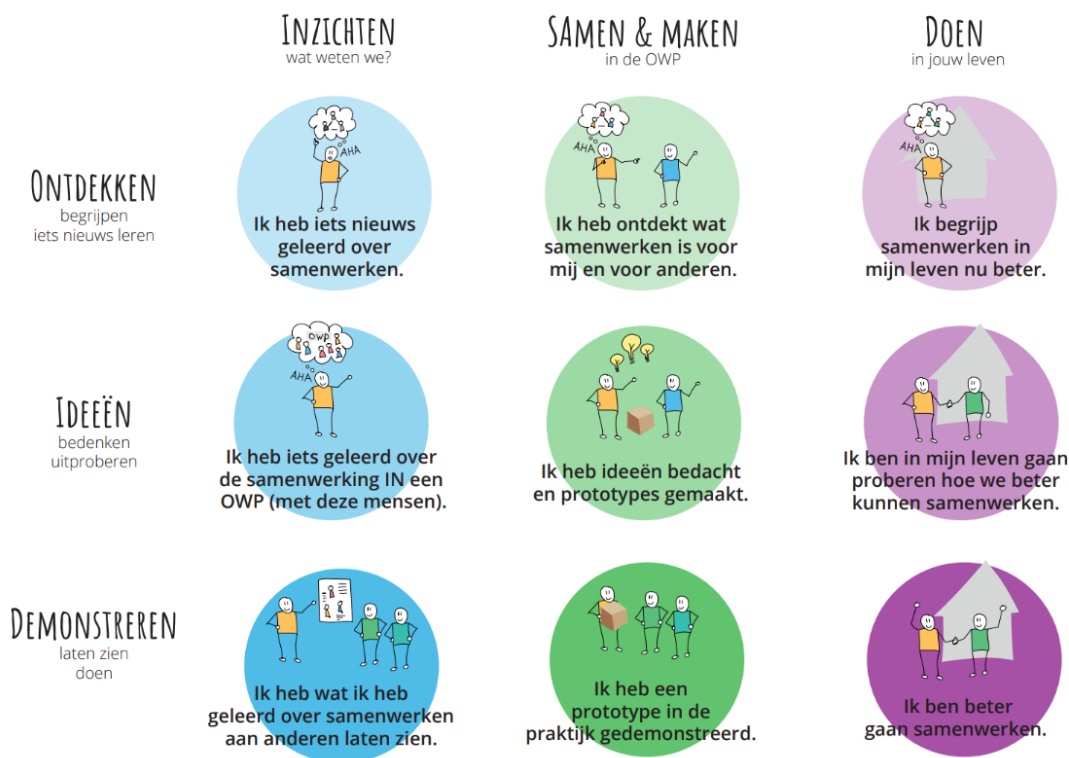 INZICHTEN
wat weten we?
SAMEN & MAKEN
in de OWP
DOEN
in jouw leven
ONTDEKKEN
begrijpen
iets nieuws leren
AHA
Ik heb iets nieuws
geleerd over
samenwerken.
AHA
Ik heb ontdekt wat
samenwerken is voor
mij en voor anderen.
AHA
Ik begrijp
samenwerken in
mijn leven nu beter.
IDEEËN
bedenken
uitproberen
OWP
AHA
Ik heb iets geleerd over
de samenwerking IN een
OWP (met deze mensen).
Ik heb ideeën bedacht
en prototypes gemaakt.
Ik ben in mijn leven gaan
proberen hoe we beter
kunnen samenwerken.
DEMONSTREREN
laten zien
doen
Ik heb wat ik heb
geleerd over samenwerken
aan anderen laten zien.
Ik heb een
prototype in de
praktijk gedemonstreerd.
Ik ben beter
gaan samenwerken.